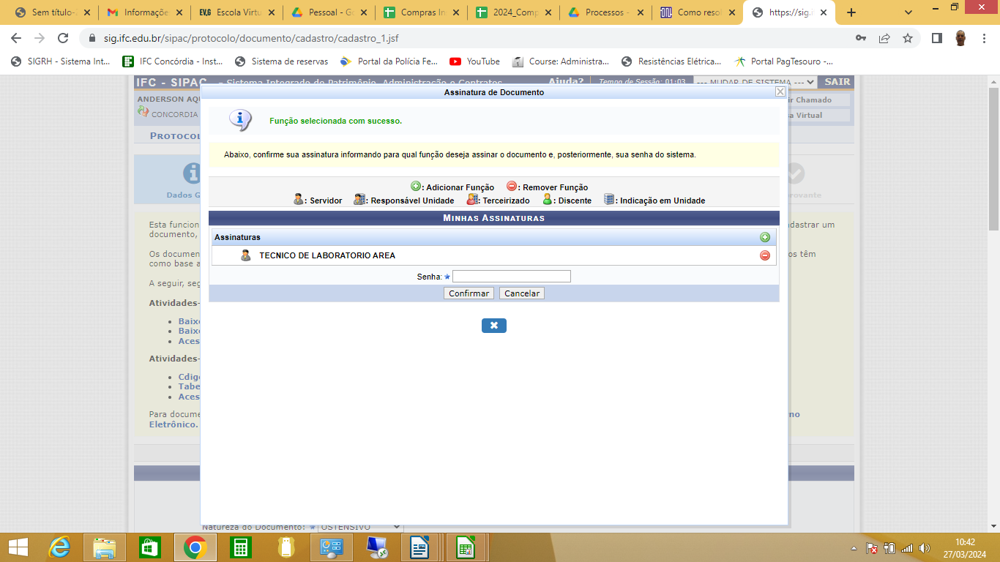 Sem título-
Informaçõe
EV.G Escola Virtu
Pessoal - Go
Compras In
2024_Comp
Processos -
Como resol
https://sig.i
sig.ifc.edu.br/sipac/protocolo/documento/cadastro/cadastro_1.jsf
SIGRH - Sistema Int...
IFC Concórdia - Inst...
Sistema de reservas
Portal da Polícia Fe...
YouTube
Course: Administra...
Resistências Elétrica...
Portal PagTesouro -...
IFC - SIPAC - Sistema Integrado de Patrimônio, Administração e Contratos
Ajuda?
Tempo de Sessão: 01:03
--- MUDAR DE SISTEMA ---
SAIR
ANDERSON AQU
CONCORDIA
ir Chamado
a Virtual
PROTOCOL
Dados G
rovante
Assinatura de Documento
Função selecionada com sucesso.
Abaixo, confirme sua assinatura informando para qual função deseja assinar o documento e, posteriormente, sua senha do sistema.
: Adicionar Função : Remover Função
: Servidor : Responsável Unidade : Terceirizado : Discente : Indicação em Unidade
MINHAS ASSINATURAS
Assinaturas
TECNICO DE LABORATORIO AREA
Senha:
Confirmar Cancelar
Esta funcion
adastrar um
documento,
Os documen
os têm
como base a
A seguir, seg
Atividades-
Baixe
Baixe
Aces
Atividades-
Cdigo
Tabe
Aces
Para docume
no
Eletrônico.
Natureza do Documento: OSTENSIVO
10:42
27/03/2024